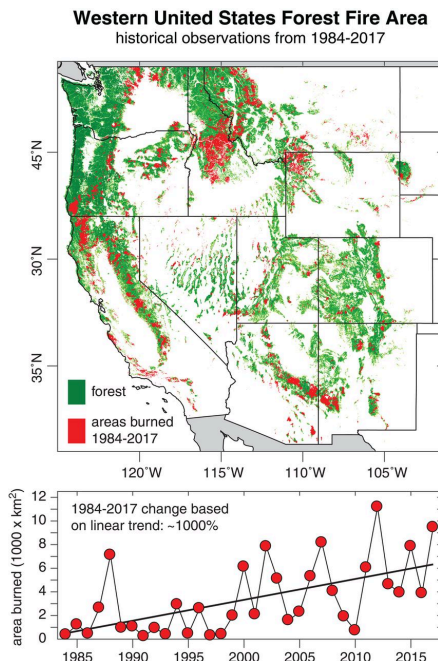 Western United States Forest Fire Area
historical observations from 1984-2017
45°N
30°N
35°N
forest
areas burned
1984-2017
120°W 115°W 110°W 105°W
12
10
8
6
4
2
0
area burned (1000 x km²)
1984-2017 change based
on linear trend: ~1000%
1985 1990 1995 2000 2005 2010 2015